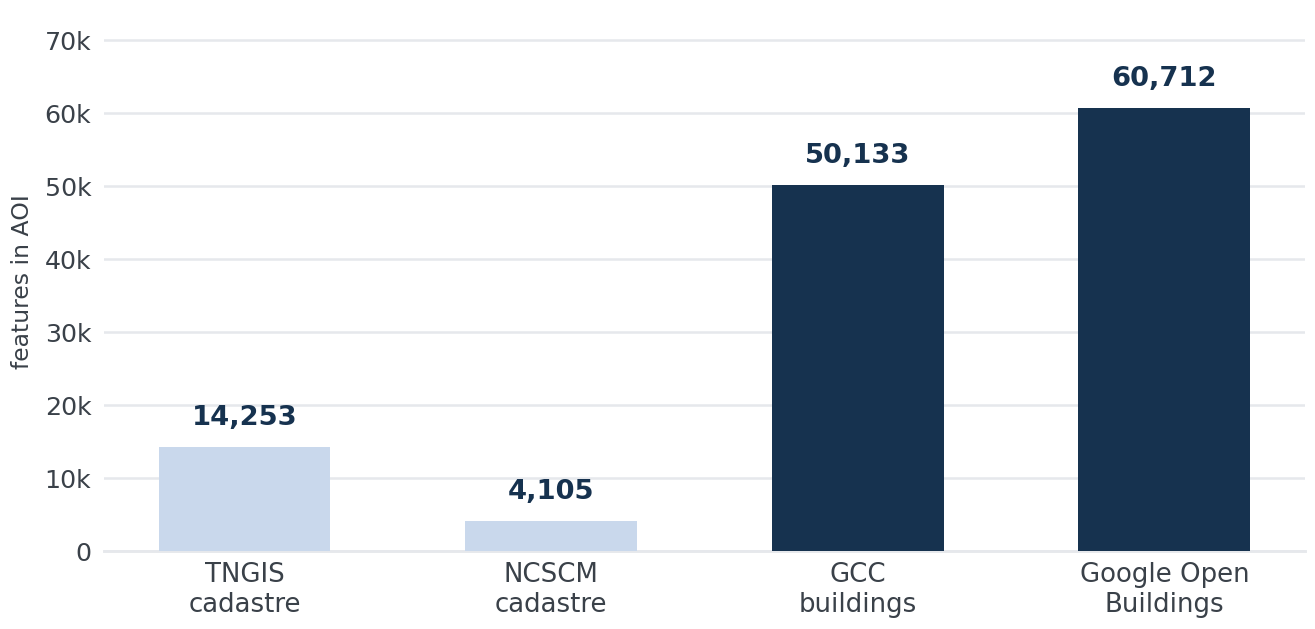 70k
60k
50k
40k
30k
20k
10k
0
features in AOI
14,253
4,105
50,133
60,712
TNGIS
cadastre
NCSCM
cadastre
GCC
buildings
Google Open
Buildings